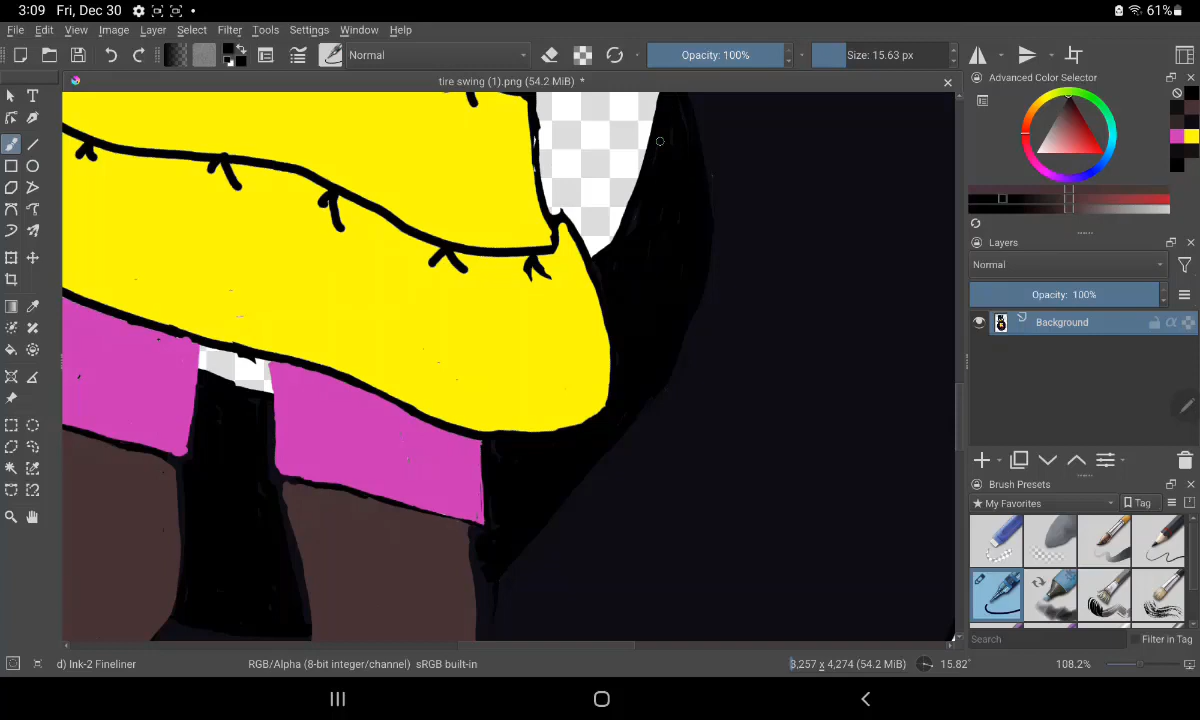 3:09 Fri, Dec 30
61%
File Edit View Image Layer Select Filter Tools Settings Window Help
Normal
Opacity: 100%
Size: 15.63 px
tire swing (1).png (54.2 MiB) *
Advanced Color Selector
Layers
Normal
Opacity: 100%
Background
Brush Presets
My Favorites
Tag
Search
Filter in Tag
d) Ink-2 Fineliner
RGB/Alpha (8-bit integer/channel) sRGB built-in
3,257 x 4,274 (54.2 MiB)
15.82°
108.2%